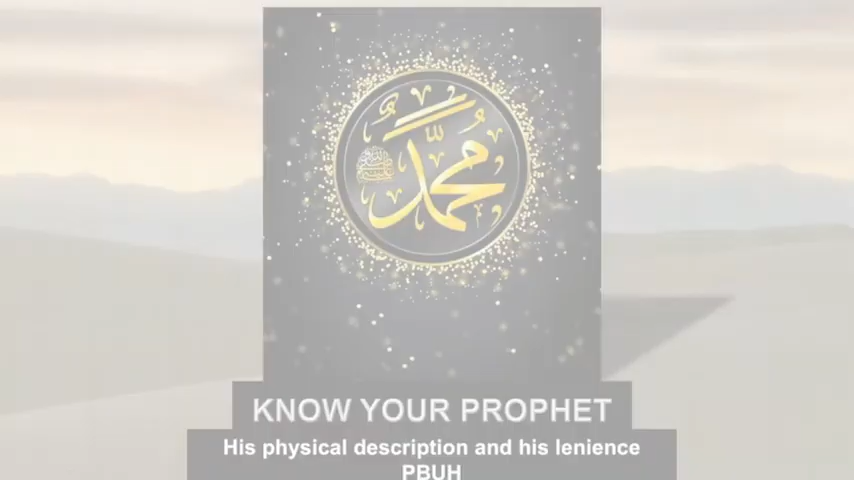 محمد
KNOW YOUR PROPHET
His physical description and his lenience
PBUH